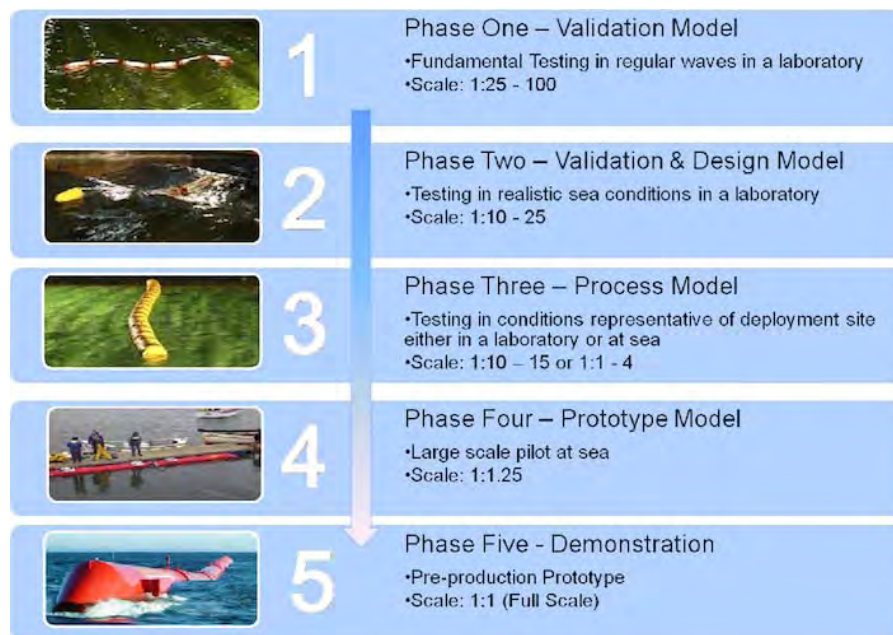 1
Phase One – Validation Model
•Fundamental Testing in regular waves in a laboratory
•Scale: 1:25 - 100
2
Phase Two – Validation & Design Model
•Testing in realistic sea conditions in a laboratory
•Scale: 1:10 - 25
3
Phase Three – Process Model
•Testing in conditions representative of deployment site
either in a laboratory or at sea
•Scale: 1:10 – 15 or 1:1 - 4
4
Phase Four – Prototype Model
•Large scale pilot at sea
•Scale: 1:1.25
5
Phase Five - Demonstration
•Pre-production Prototype
•Scale: 1:1 (Full Scale)